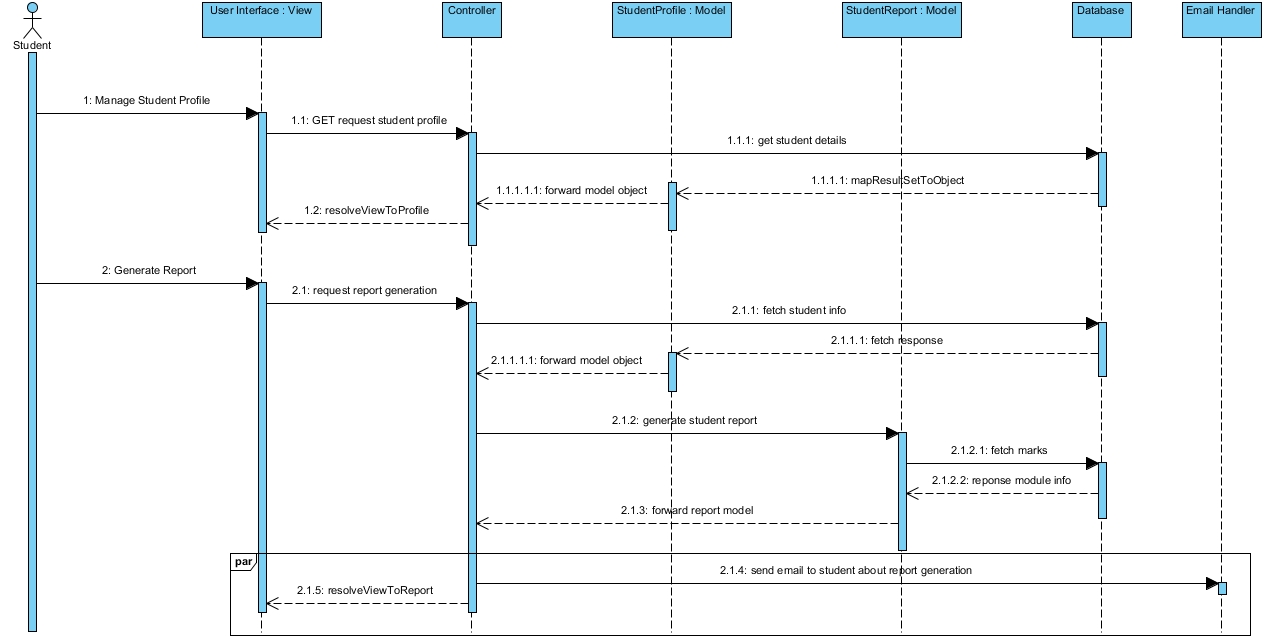 User Interface : View
Controller
StudentProfile : Model
StudentReport : Model
Database
Email Handler
Student
1: Manage Student Profile
1.1: GET request student profile
1.1.1: get student details
1.1.1.1: mapResultSetToObject
1.1.1.1.1: forward model object
1.2: resolveViewToProfile
2: Generate Report
2.1: request report generation
2.1.1: fetch student info
2.1.1.1: fetch response
2.1.1.1.1: forward model object
2.1.2: generate student report
2.1.2.1: fetch marks
2.1.2.2: reponse module info
2.1.3: forward report model
par
2.1.4: send email to student about report generation
2.1.5: resolveViewToReport